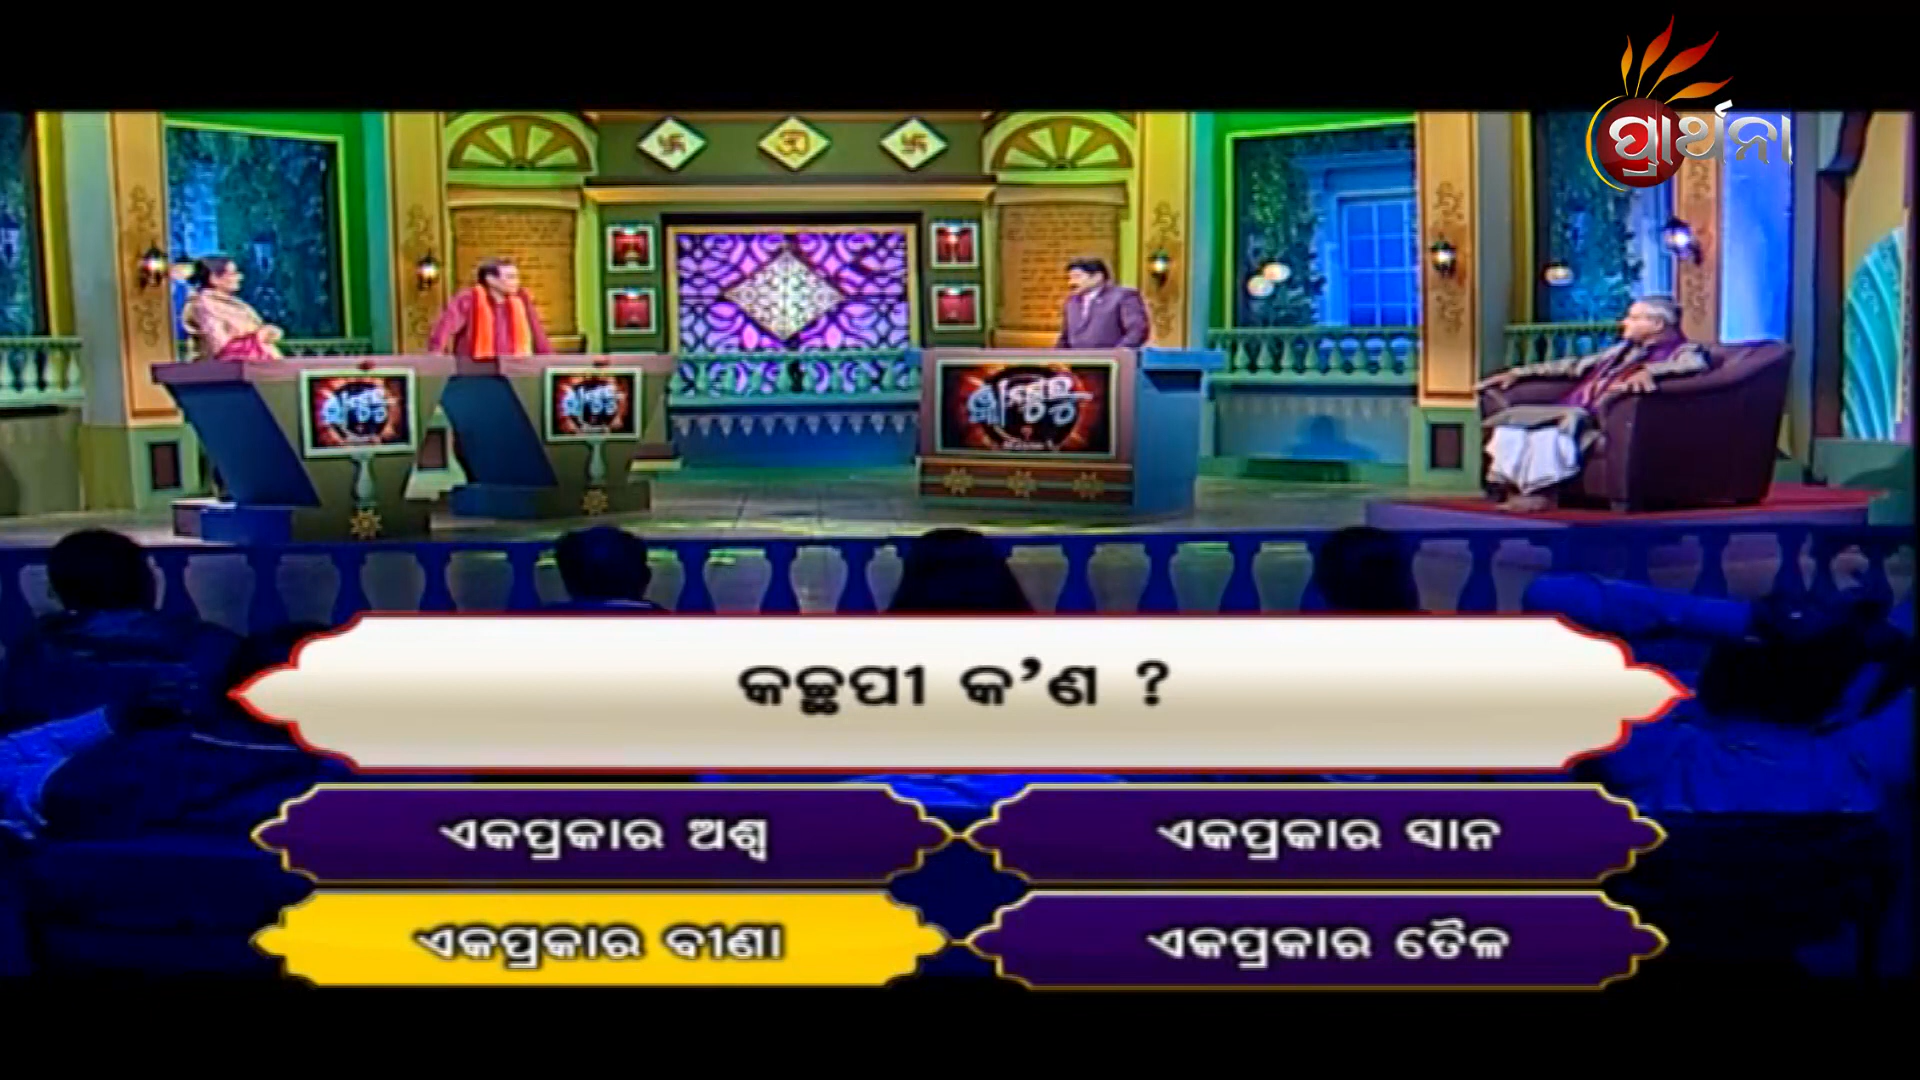 ପ୍ରାର୍ଥନା
କଚ୍ଛପୀ କ'ଣ ?
ଏକପ୍ରକାର ଅଶ୍ୱ
ଏକପ୍ରକାର ସାନ
ଏକପ୍ରକାର ବୀଣା
ଏକପ୍ରକାର ତୈଳ